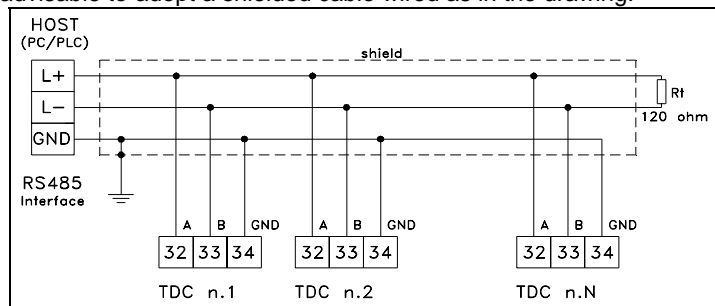 advisable to adopt a shielded cable wired as in the drawing.
HOST
(PC/PLC)
shield
L+
L-
GND
Rt
120 ohm
RS485
Interface
A B GND
32 33 34
TDC n.1
A B GND
32 33 34
TDC n.2
A B GND
32 33 34
TDC n.N